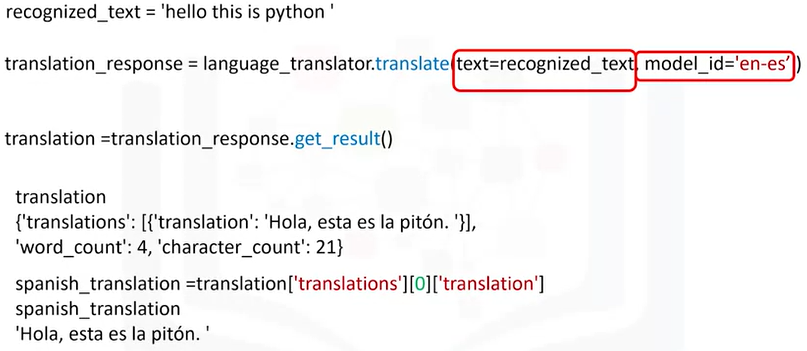 recognized_text = 'hello this is python '
translation_response = language_translator.translate(text=recognized_text, model_id='en-es’)
translation =translation_response.get_result()
translation
{'translations': [{'translation': 'Hola, esta es la pitón. '}],
'word_count': 4, 'character_count': 21}
spanish_translation =translation['translations'][0]['translation']
spanish_translation
'Hola, esta es la pitón. '